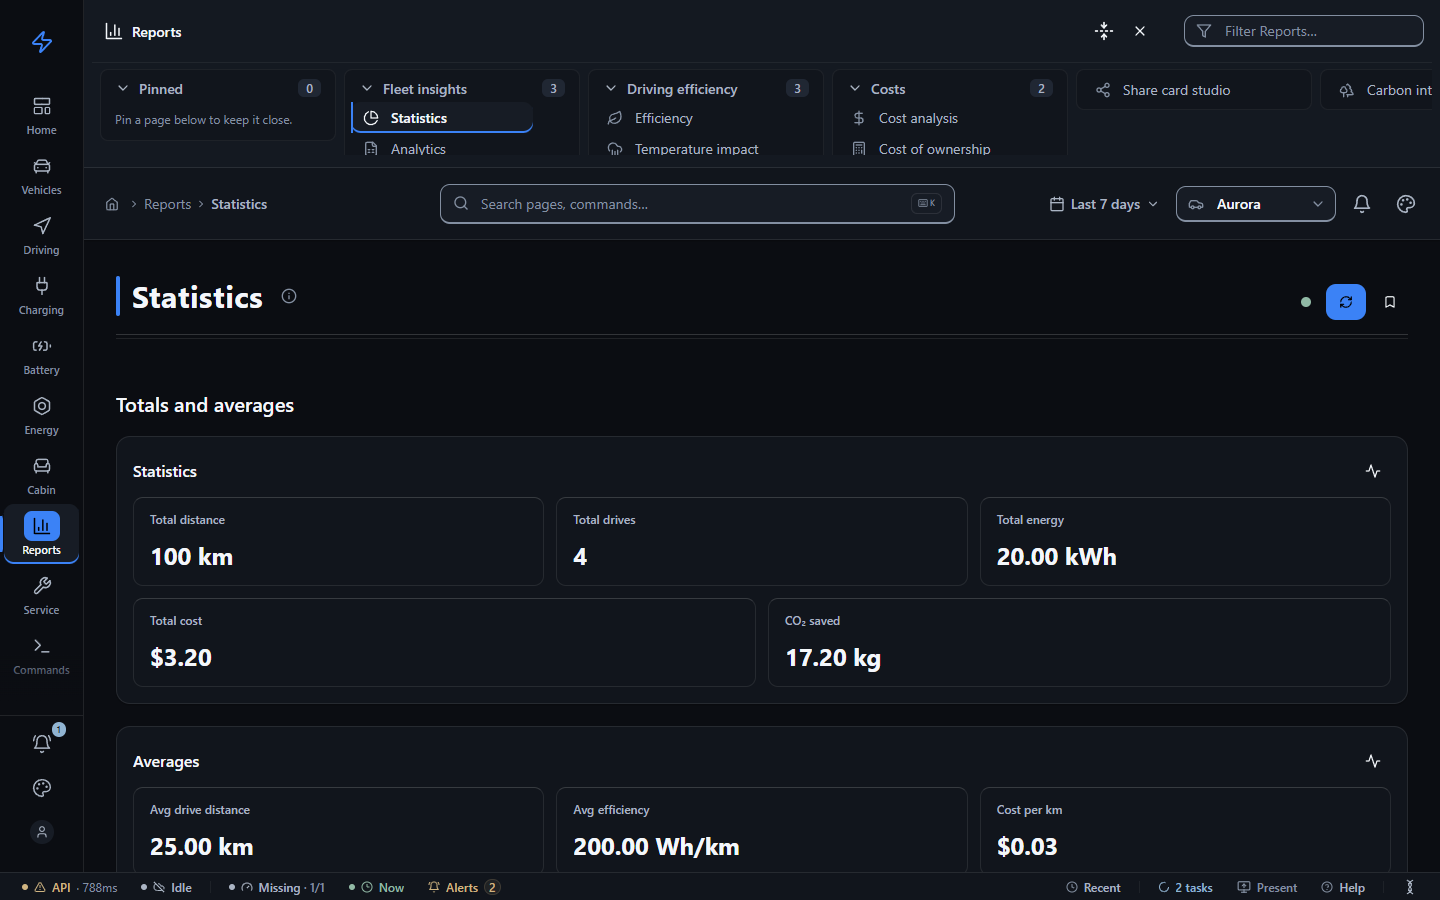 Reports
Filter Reports...
Pinned 0
Pin a page below to keep it close.
Fleet insights 3
Statistics
Analytics
Driving efficiency 3
Efficiency
Temperature impact
Costs 2
Cost analysis
Cost of ownership
Share card studio
Carbon int
Home
Vehicles
Driving
Charging
Battery
Energy
Cabin
Reports
Service
Commands
1
Reports
Statistics
Search pages, commands...
K
Last 7 days
Aurora
Statistics
Totals and averages
Statistics
Total distance
100 km
Total drives
4
Total energy
20.00 kWh
Total cost
$3.20
CO₂ saved
17.20 kg
Averages
Avg drive distance
25.00 km
Avg efficiency
200.00 Wh/km
Cost per km
$0.03
API · 788ms
Idle
Missing · 1/1
Now
Alerts 2
Recent
2 tasks
Present
Help